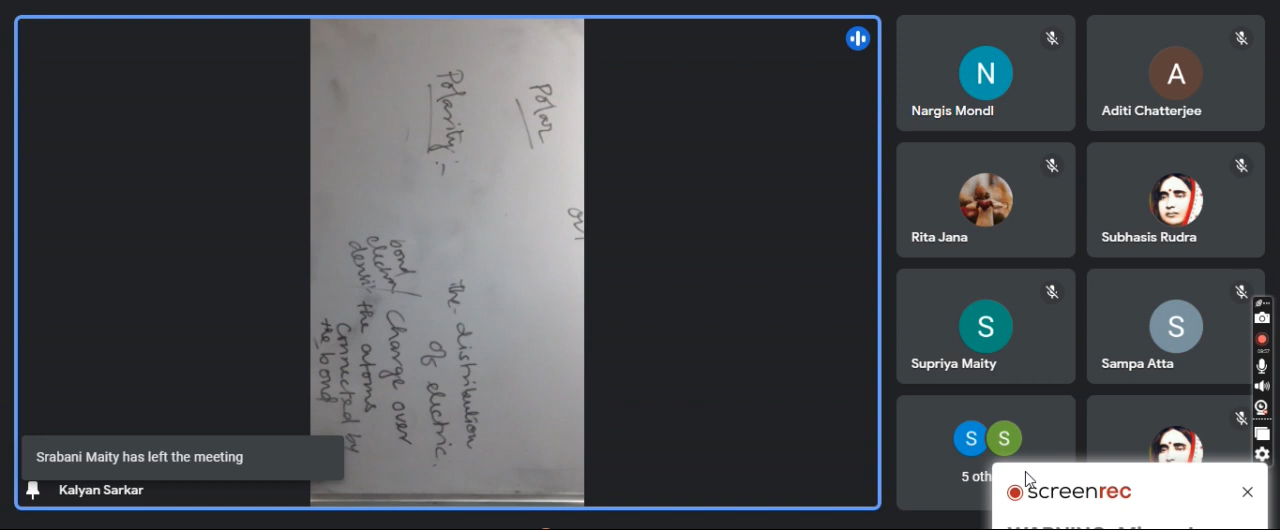 Polar
Polarity :-
The distribution
of electric.
bond
electron/ Charge over
densi the atoms
Connected by
the bond
Srabani Maity has left the meeting
Kalyan Sarkar
N
Nargis Mondl
A
Aditi Chatterjee
Rita Jana
Subhasis Rudra
S
Supriya Maity
S
Sampa Atta
S S
5 oth
screenrec